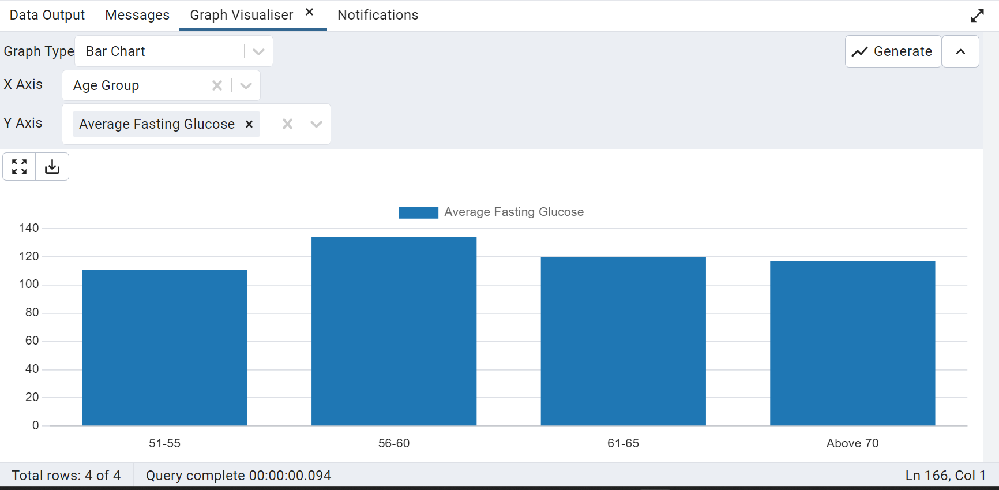 Data Output Messages Graph Visualiser Notifications
Graph Type Bar Chart Generate
X Axis Age Group
Y Axis Average Fasting Glucose
Average Fasting Glucose
140
120
100
80
60
40
20
0
51-55 56-60 61-65 Above 70
Total rows: 4 of 4 Query complete 00:00:00.094 Ln 166, Col 1